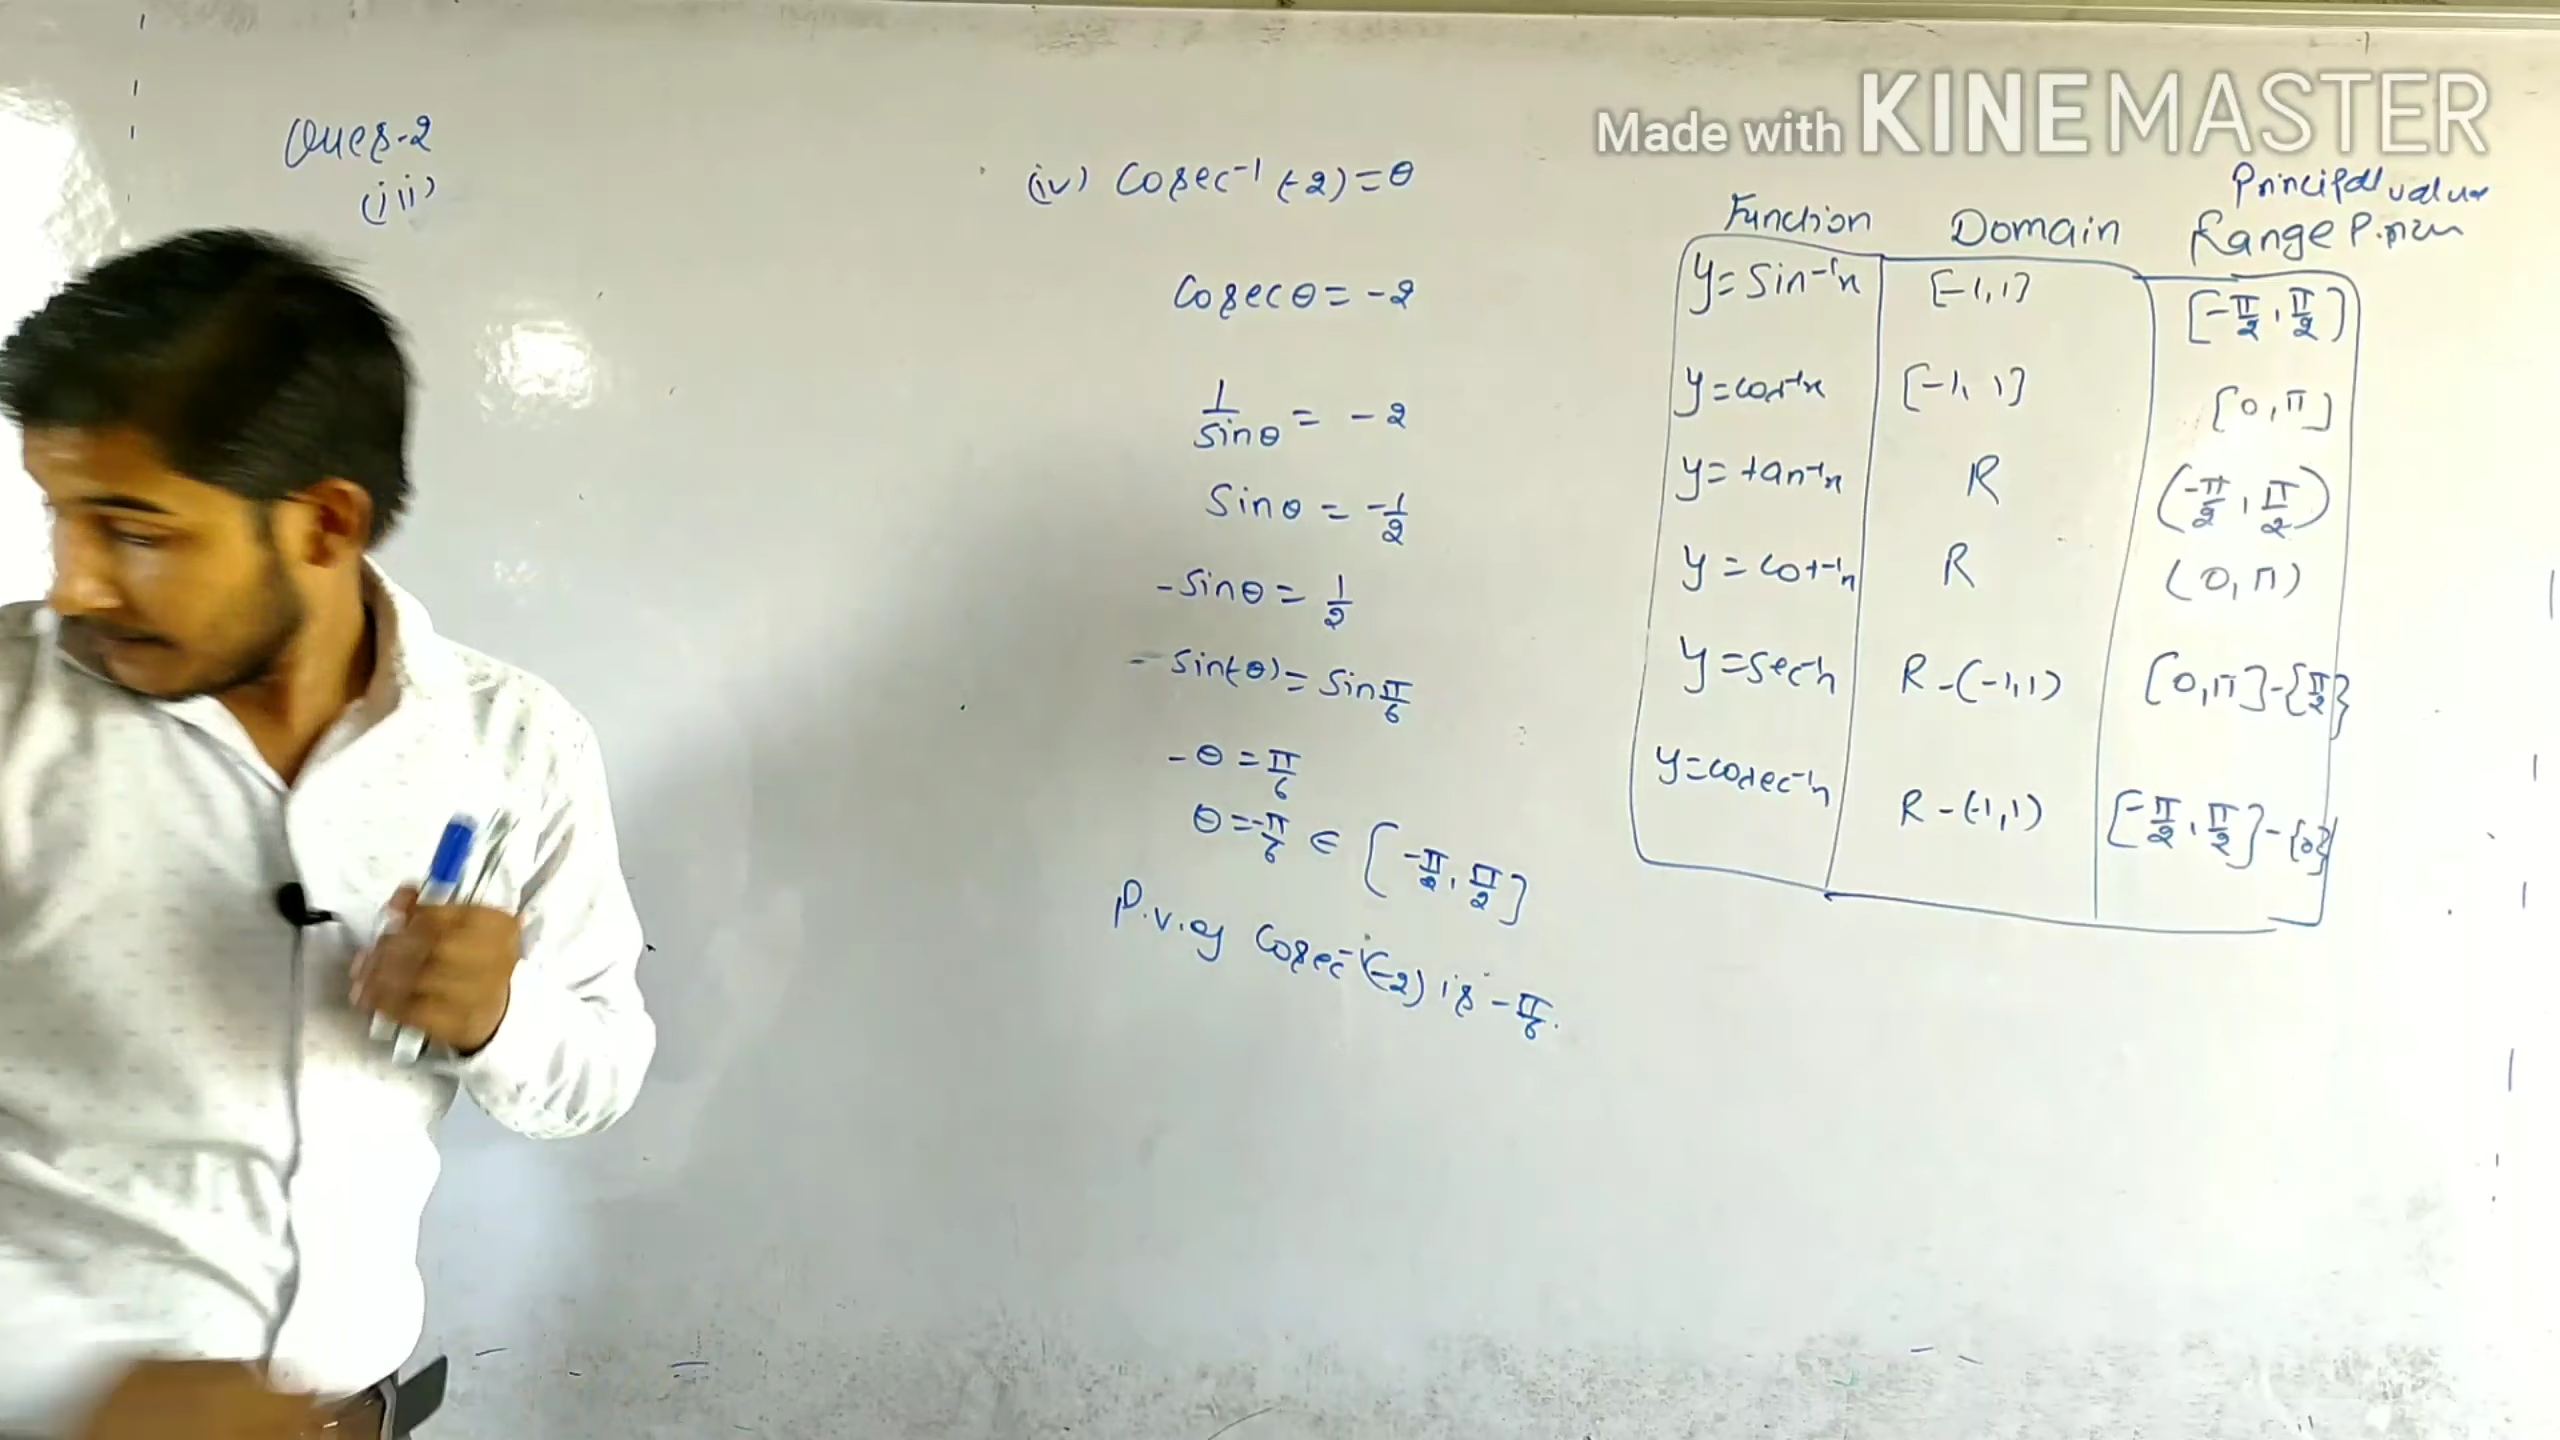 Made with KINEMASTER
Ques-2
(iii)
(iv) Cosec⁻¹ (-2) = θ
Cosecθ = -2
1/sinθ = -2
Sinθ = -1/2
-Sinθ = 1/2
- Sin(-θ) = Sin π/6
-θ = π/6
θ = -π/6 ∈ [-π/2, π/2]
P.v. of Cosec⁻¹(-2) is -π/6.
Principal value
Function Domain Range
y = Sin⁻¹x [-1,1] [-π/2, π/2]
y = cos⁻¹x [-1, 1] [0, π]
y = tan⁻¹x R (-π/2, π/2)
y = cot⁻¹x R (0, π)
y = sec⁻¹x R - (-1,1) [0, π] - {π/2}
y = cosec⁻¹x R - (-1,1) [-π/2, π/2] - {0}